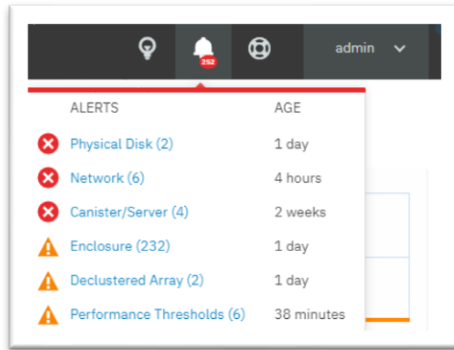 admin
252
ALERTS AGE
Physical Disk (2) 1 day
Network (6) 4 hours
Canister/Server (4) 2 weeks
Enclosure (232) 1 day
Declustered Array (2) 1 day
Performance Thresholds (6) 38 minutes